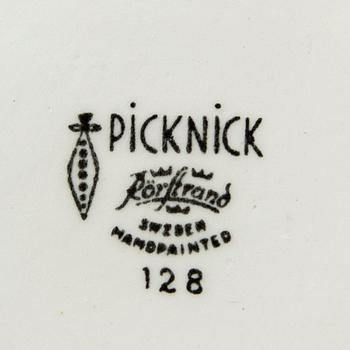 PiCKNiCK
Rörstrand
SWEDEN
HANDPAINTED
128